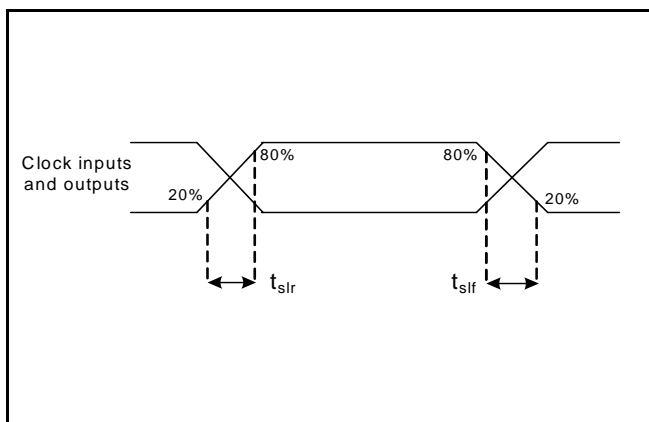 Clock inputs
and outputs
80%
80%
20%
20%
tslr
tslf